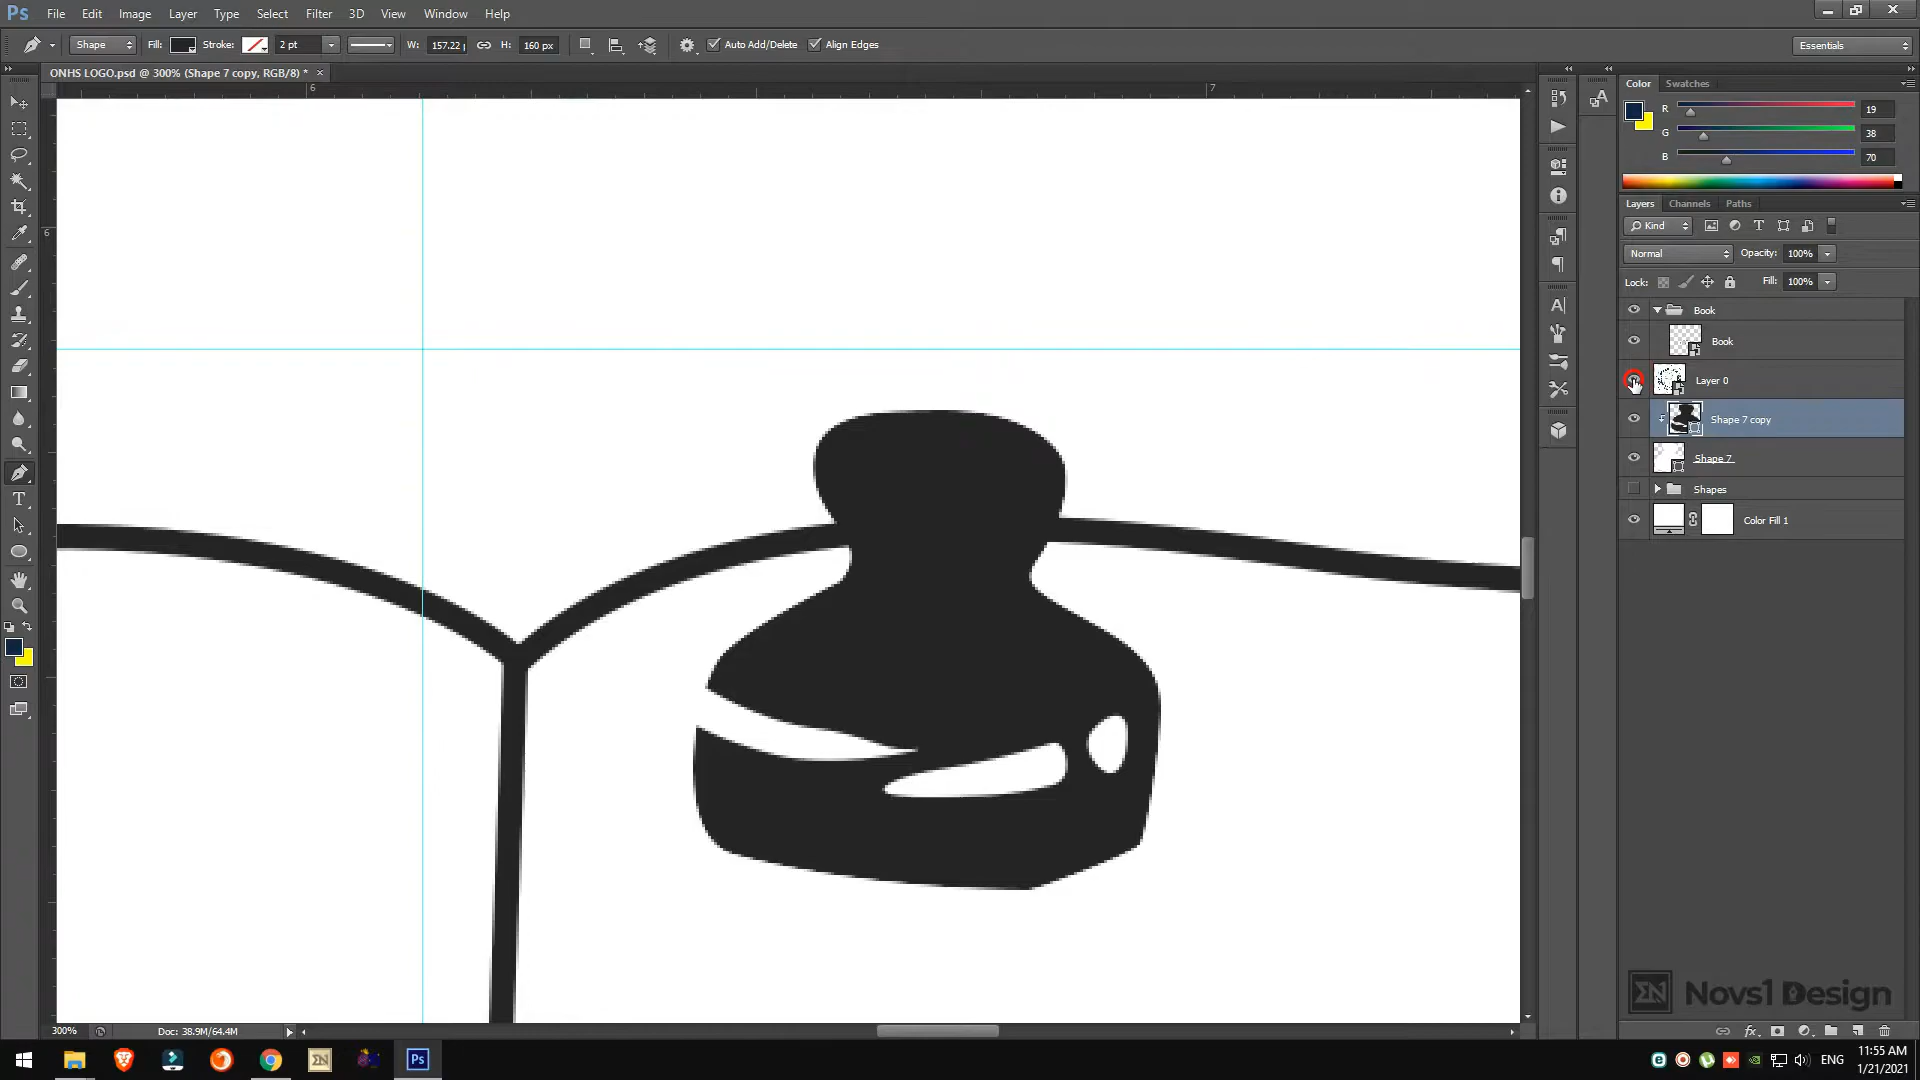 Ps File Edit Image Layer Type Select Filter 3D View Window Help
Shape Fill: Stroke: 2 pt W: 157.22 H: 160 px Auto Add/Delete Align Edges Essentials
ONHS LOGO.psd @ 300% (Shape 7 copy, RGB/8) * ×
6 7
6
Color Swatches
R 19
G 38
B 70
Layers Channels Paths
Kind
Normal Opacity: 100%
Lock: Fill: 100%
Book
Book
Layer 0
Shape 7 copy
Shape 7
Shapes
Color Fill 1
Novs1 Design
300% Doc: 38.9M/64.4M
Ps ENG 11:55 AM
1/21/2021